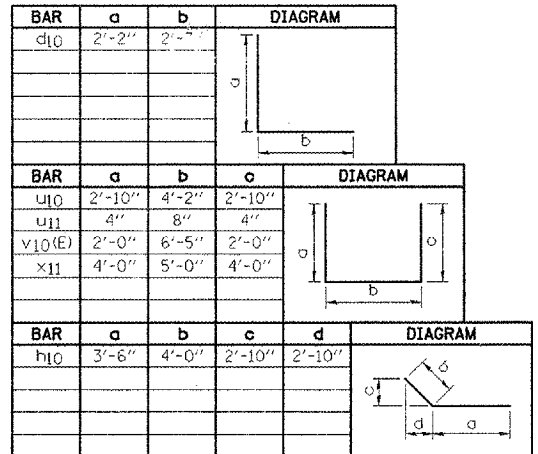 BAR a b DIAGRAM
d10 2'-2"
a
b
BAR a b c DIAGRAM
u10 2'-10" 4'-2" 2'-10"
u11 4" 8" 4"
v10(E) 2'-0" 6'-5" 2'-0"
x11 4'-0" 5'-0" 4'-0"
a
c
b
BAR a b c d DIAGRAM
h10 3'-6" 4'-0" 2'-10" 2'-10"
c
d a